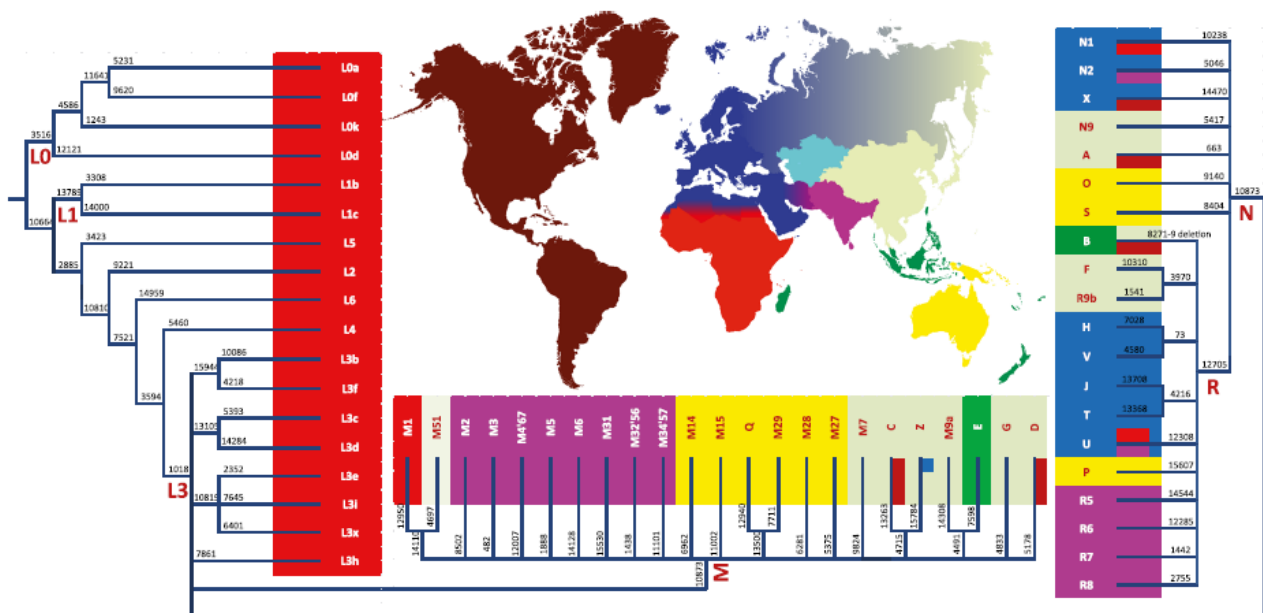 5231
L0a
11641
9620
L0f
4586
1243
L0k
3516
L0
12121
L0d
3308
L1b
13789
L1
14000
L1c
10664
3423
L5
2885
9221
L2
14959
L6
10810
5460
L4
7521
10086
L3b
15944
4218
L3f
3594
5393
L3c
13105
14284
L3d
1018
L3
2352
L3e
10819
7645
L3i
6401
L3x
7861
L3h
M1
M51
M2
M3
M4'67
M5
M6
M31
M32'56
M34'57
M14
M15
Q
M29
M28
M27
M7
C
Z
M9a
E
G
D
12950
4697
14110
8502
482
12007
1888
14128
15530
1438
11101
6962
11002
12940
7711
13500
6281
5375
9824
13263
15784
4715
14308
7598
4491
4833
5178
10873
M
N1
10238
N2
5046
X
14470
N9
5417
A
663
O
9140
S
8404
10873
N
B
8271-9 deletion
F
10310
3970
R9b
1541
H
7028
73
V
4580
12705
R
J
13708
4216
T
13368
U
12308
P
15607
R5
14544
R6
12285
R7
1442
R8
2755